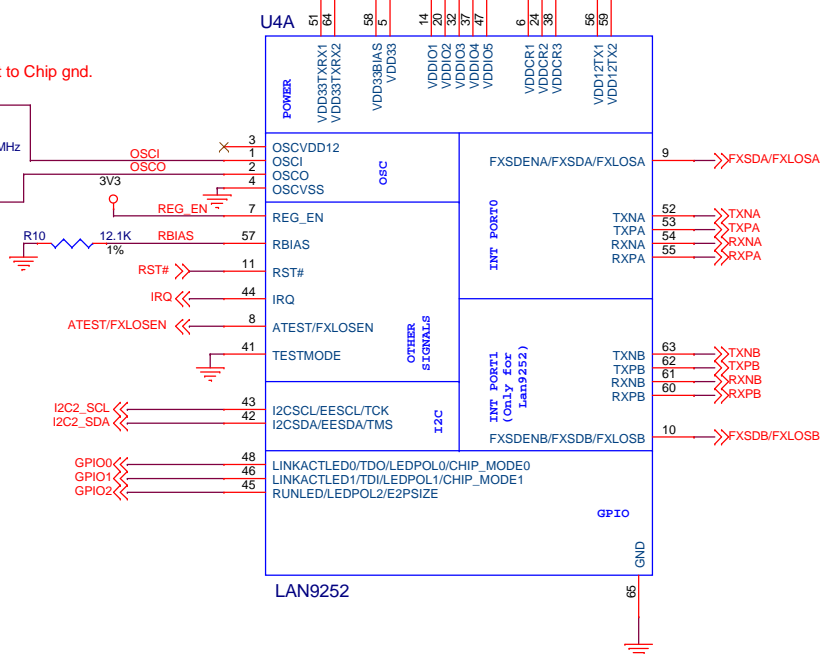 U4A
51
64
58
5
14
20
32
37
47
6
24
38
56
59
VDD33TXRX1
VDD33TXRX2
VDD33BIAS
VDD33
VDDIO1
VDDIO2
VDDIO3
VDDIO4
VDDIO5
VDDCR1
VDDCR2
VDDCR3
VDD12TX1
VDD12TX2
POWER
to Chip gnd.
MHz
3 OSCVDD12
OSCI 1 OSCI
OSCO 2 OSCO
4 OSCVSS
OSC
3V3
REG_EN 7 REG_EN
R10 12.1K RBIAS 57 RBIAS
1%
RST# 11 RST#
IRQ 44 IRQ
ATEST/FXLOSEN 8 ATEST/FXLOSEN
41 TESTMODE
OTHER
SIGNALS
I2C2_SCL 43 I2CSCL/EESCL/TCK
I2C2_SDA 42 I2CSDA/EESDA/TMS
I2C
GPIO0 48 LINKACTLED0/TDO/LEDPOL0/CHIP_MODE0
GPIO1 46 LINKACTLED1/TDI/LEDPOL1/CHIP_MODE1
GPIO2 45 RUNLED/LEDPOL2/E2PSIZE
FXSDENA/FXSDA/FXLOSA 9 FXSDA/FXLOSA
INT PORT0
TXNA 52 TXNA
TXPA 53 TXPA
RXNA 54 RXNA
RXPA 55 RXPA
INT PORT1
(Only for
Lan9252)
TXNB 63 TXNB
TXPB 62 TXPB
RXNB 61 RXNB
RXPB 60 RXPB
FXSDENB/FXSDB/FXLOSB 10 FXSDB/FXLOSB
GPIO
GND
65
LAN9252